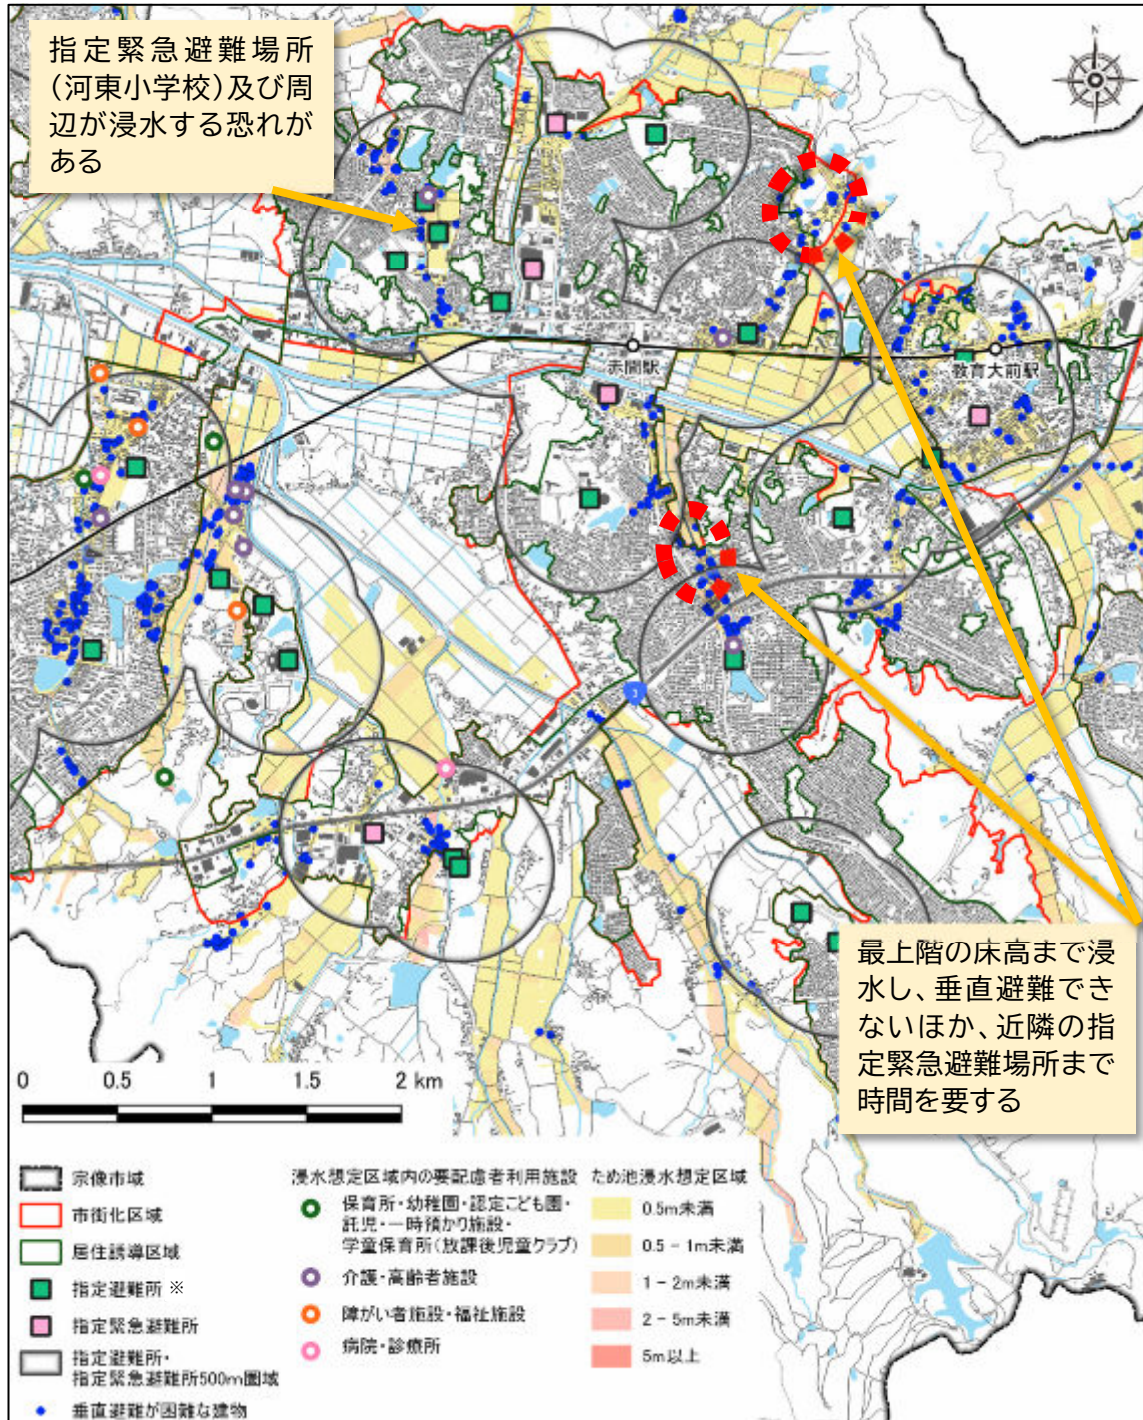 指定緊急避難場所
（河東小学校）及び周
辺が浸水する恐れが
ある
N
赤間駅
教育大前駅
3
最上階の床高まで浸
水し、垂直避難でき
ないほか、近隣の指
定緊急避難場所まで
時間を要する
0 0.5 1 1.5 2 km
宗像市域
市街化区域
居住誘導区域
指定避難所 ※
指定緊急避難所
指定避難所・
指定緊急避難所500m圏域
垂直避難が困難な建物
浸水想定区域内の要配慮者利用施設
保育所・幼稚園・認定こども園・
託児・一時預かり施設・
学童保育所（放課後児童クラブ）
介護・高齢者施設
障がい者施設・福祉施設
病院・診療所
ため池浸水想定区域
0.5m未満
0.5 - 1m未満
1 - 2m未満
2 - 5m未満
5m以上